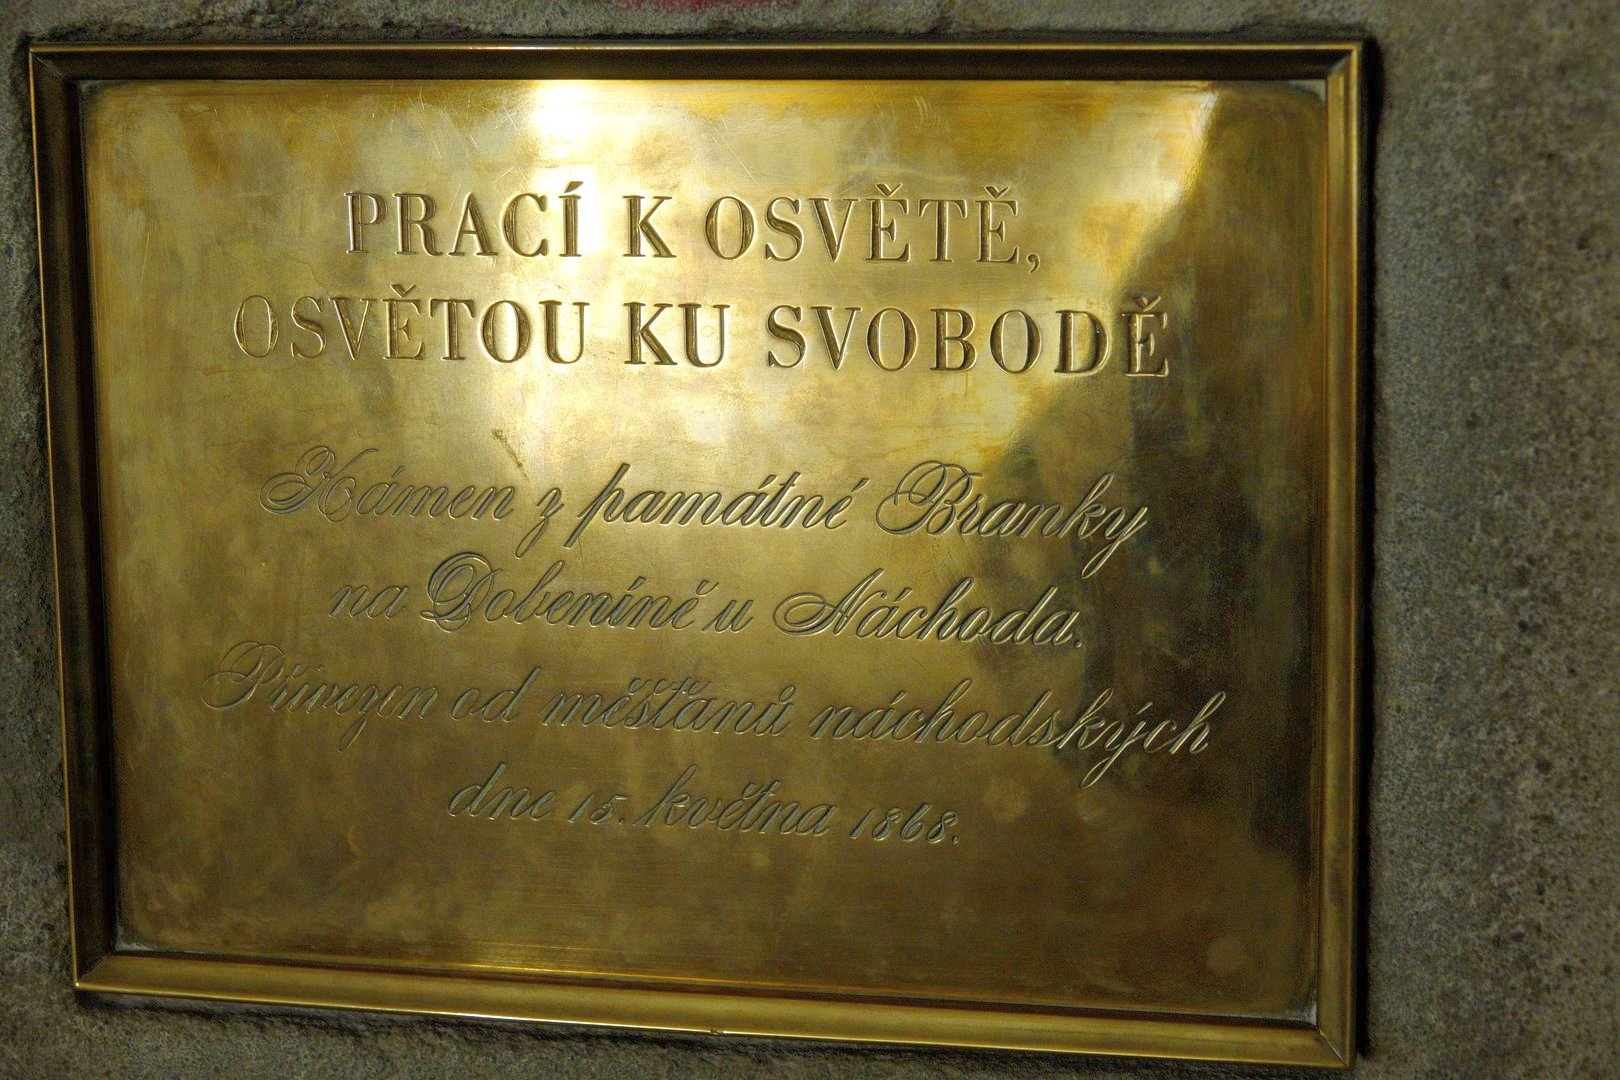 PRACÍ K OSVĚTĚ,
OSVĚTOU KU SVOBODĚ
Kámen z památné Branky
na Dobeníně u Náchoda.
Přivezen od měšťanů náchodských
dne 15. května 1868.